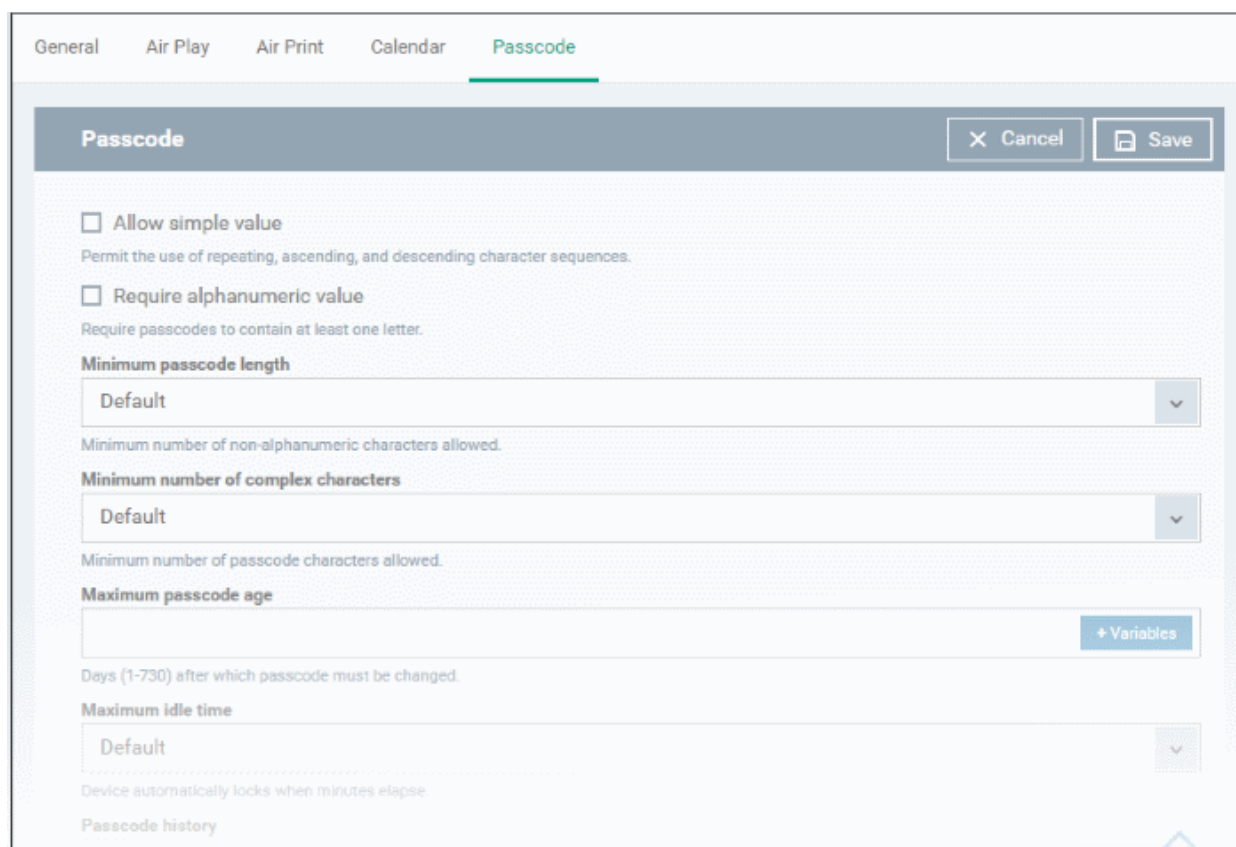 General Air Play Air Print Calendar Passcode
Passcode Cancel Save
Allow simple value
Permit the use of repeating, ascending, and descending character sequences.
Require alphanumeric value
Require passcodes to contain at least one letter.
Minimum passcode length
Default
Minimum number of non-alphanumeric characters allowed.
Minimum number of complex characters
Default
Minimum number of passcode characters allowed.
Maximum passcode age
+ Variables
Days (1-730) after which passcode must be changed.
Maximum idle time
Default
Device automatically locks when minutes elapse.
Passcode history